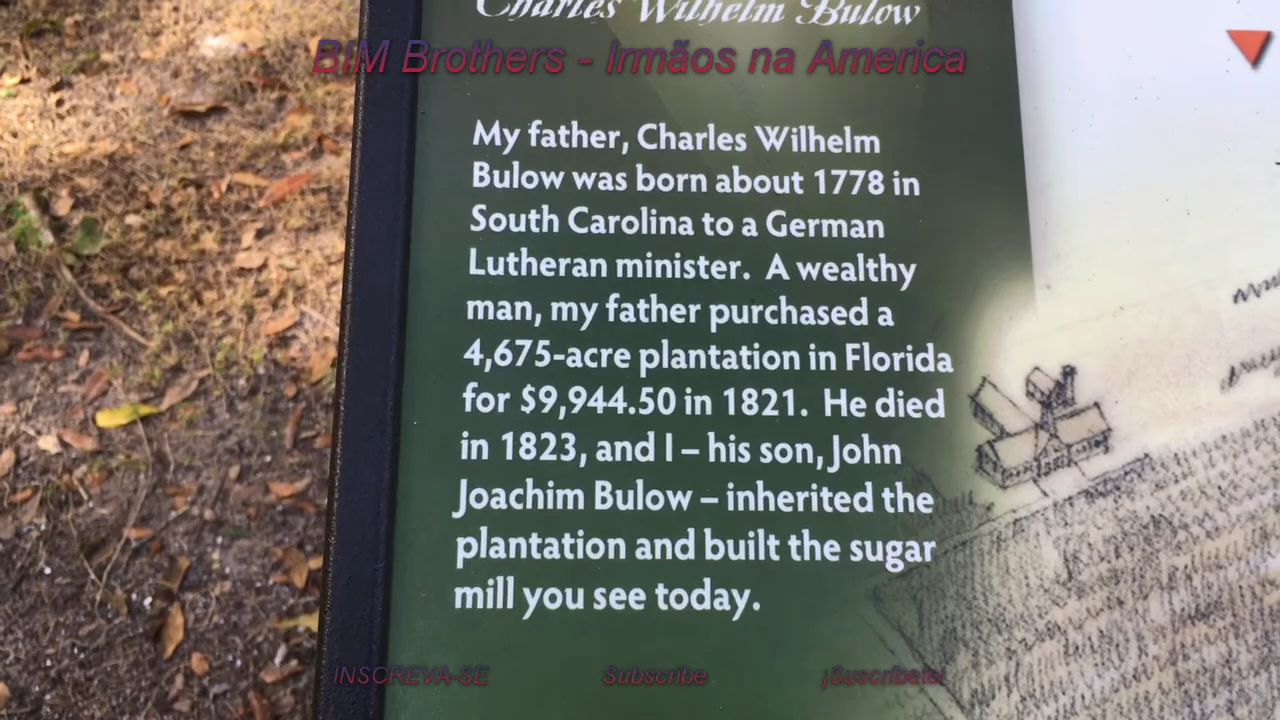 Charles Wilhelm Bulow
BIM Brothers - Irmãos na America
My father, Charles Wilhelm
Bulow was born about 1778 in
South Carolina to a German
Lutheran minister. A wealthy
man, my father purchased a
4,675-acre plantation in Florida
for $9,944.50 in 1821. He died
in 1823, and I – his son, John
Joachim Bulow – inherited the
plantation and built the sugar
mill you see today.
INSCREVA-SE Subscribe ¡Suscríbete!